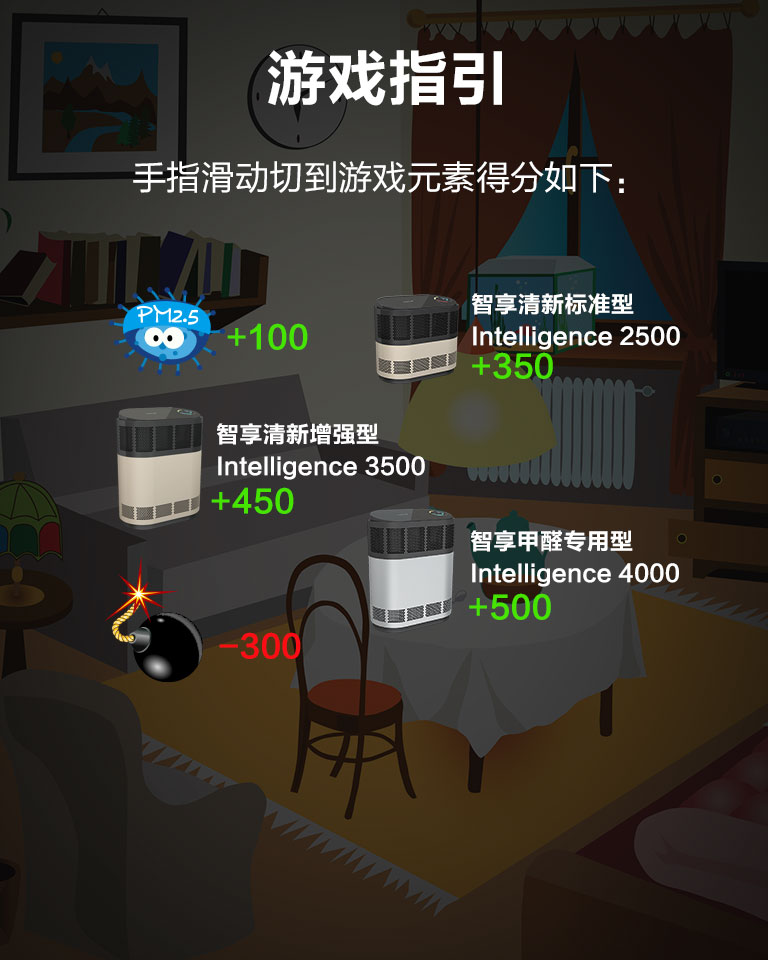 游戏指引
手指滑动切到游戏元素得分如下：
PM2.5
+100
智享清新标准型
Intelligence 2500
+350
智享清新增强型
Intelligence 3500
+450
智享甲醛专用型
Intelligence 4000
+500
-300